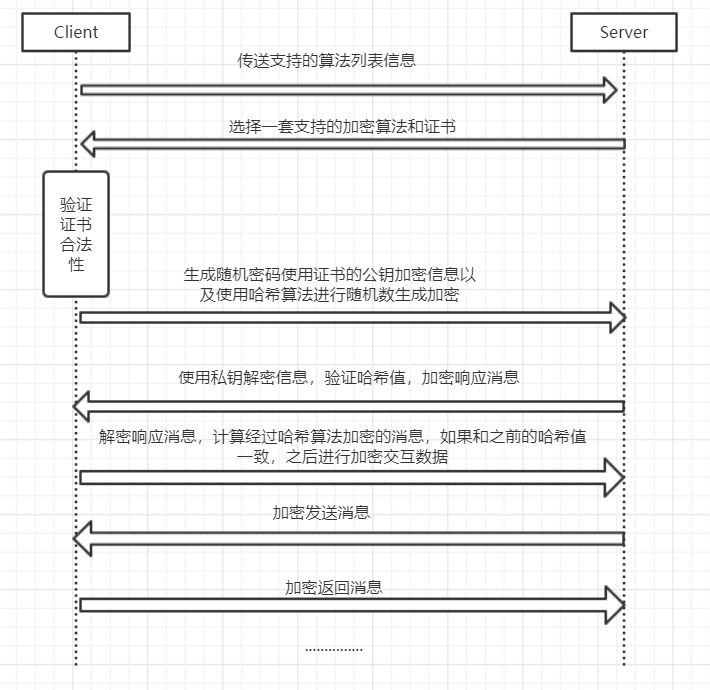 Client
Server
传送支持的算法列表信息
选择一套支持的加密算法和证书
验证
证书
合法
性
生成随机密码使用证书的公钥加密信息以
及使用哈希算法进行随机数生成加密
使用私钥解密信息，验证哈希值，加密响应消息
解密响应消息，计算经过哈希算法加密的消息，如果和之前的哈希值
一致，之后进行加密交互数据
加密发送消息
加密返回消息
...............